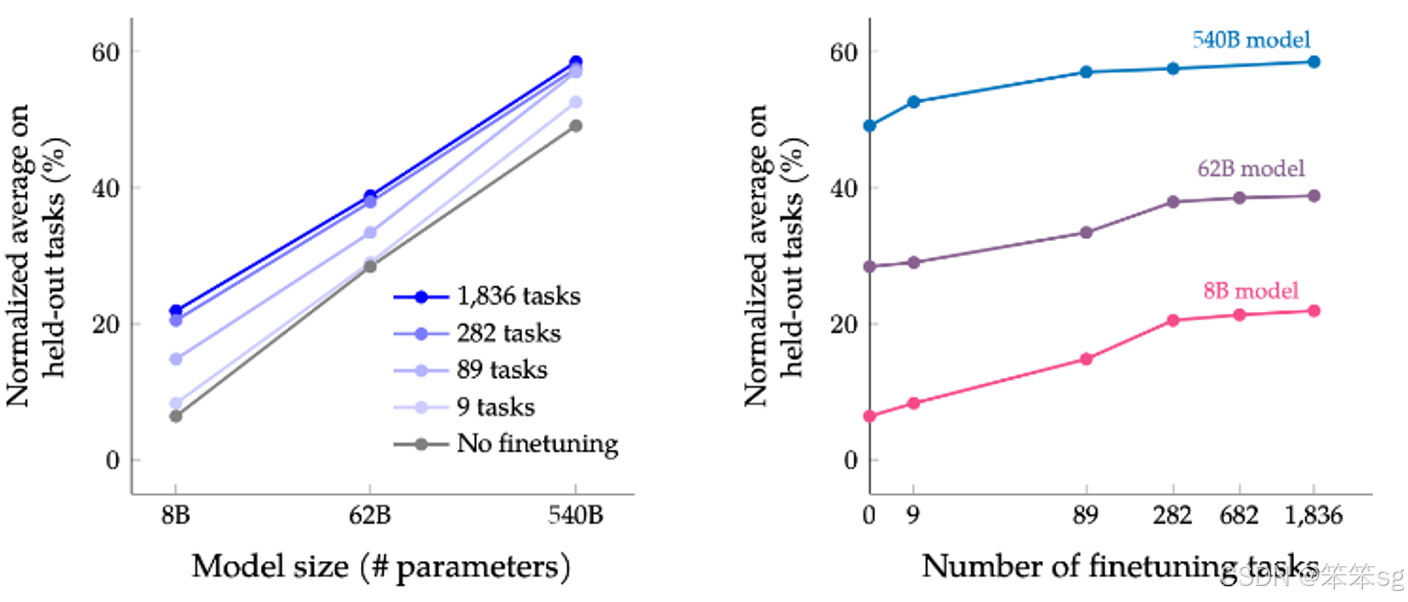 Normalized average on
held-out tasks (%)
60
40
20
0
1,836 tasks
282 tasks
89 tasks
9 tasks
No finetuning
8B
62B
540B
Model size (# parameters)
Normalized average on
held-out tasks (%)
60
40
20
0
540B model
62B model
8B model
0
9
89
282
682
1,836
Number of finetuning tasks
CSDN @笨笨sg